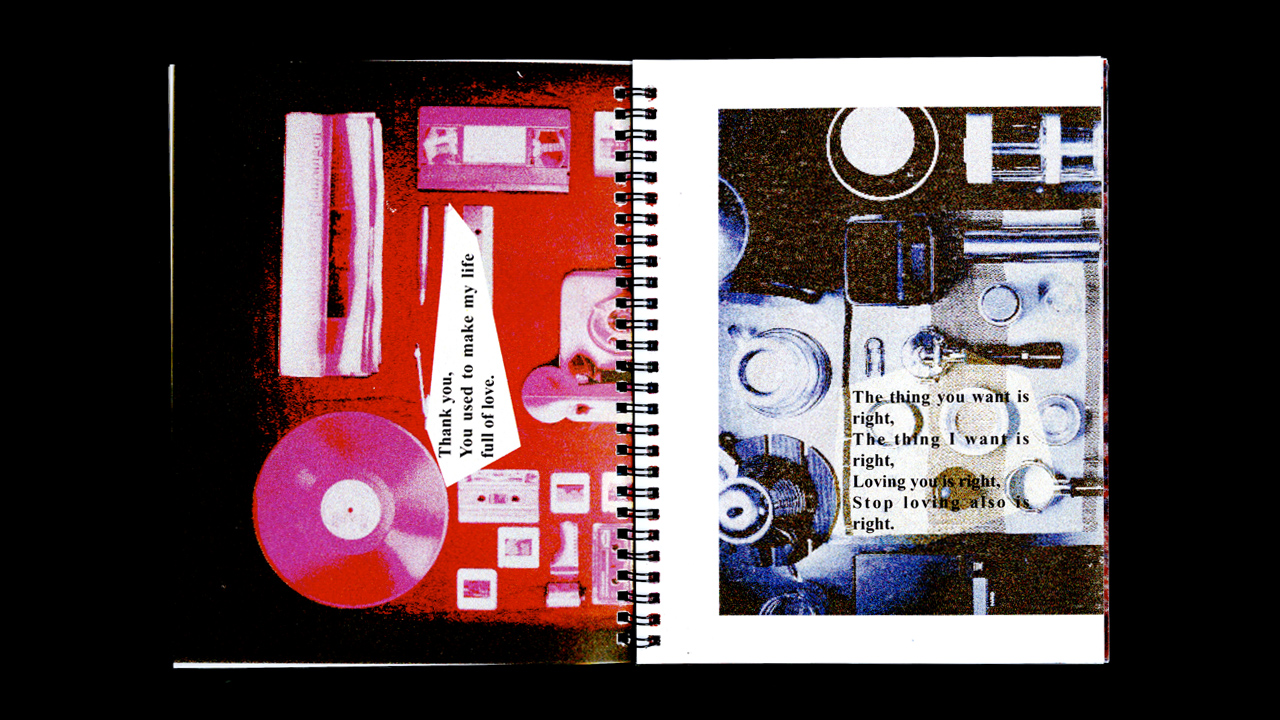 Thank you,
You used to make my life
full of love.
The thing you want is
right,
The thing I want is
right,
Loving you is right,
Stop loving also is
right.